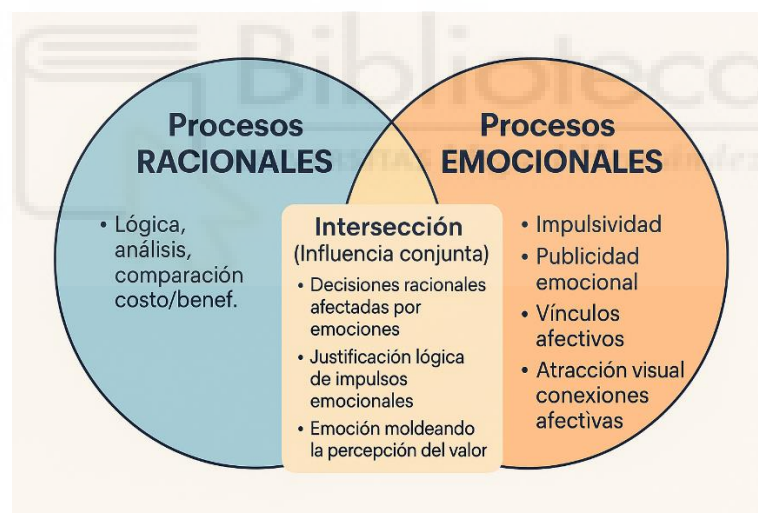 Biblioteca
Procesos
RACIONALES
• Lógica,
análisis,
comparación
costo/benef.
Intersección
(Influencia conjunta)
• Decisiones racionales
afectadas por
emociones
• Justificación lógica
de impulsos
emocionales
• Emoción moldeando
la percepción del valor
Procesos
EMOCIONALES
• Impulsividad
• Publicidad
emocional
• Vínculos
afectivos
• Atracción visual
conexiones
afectivas